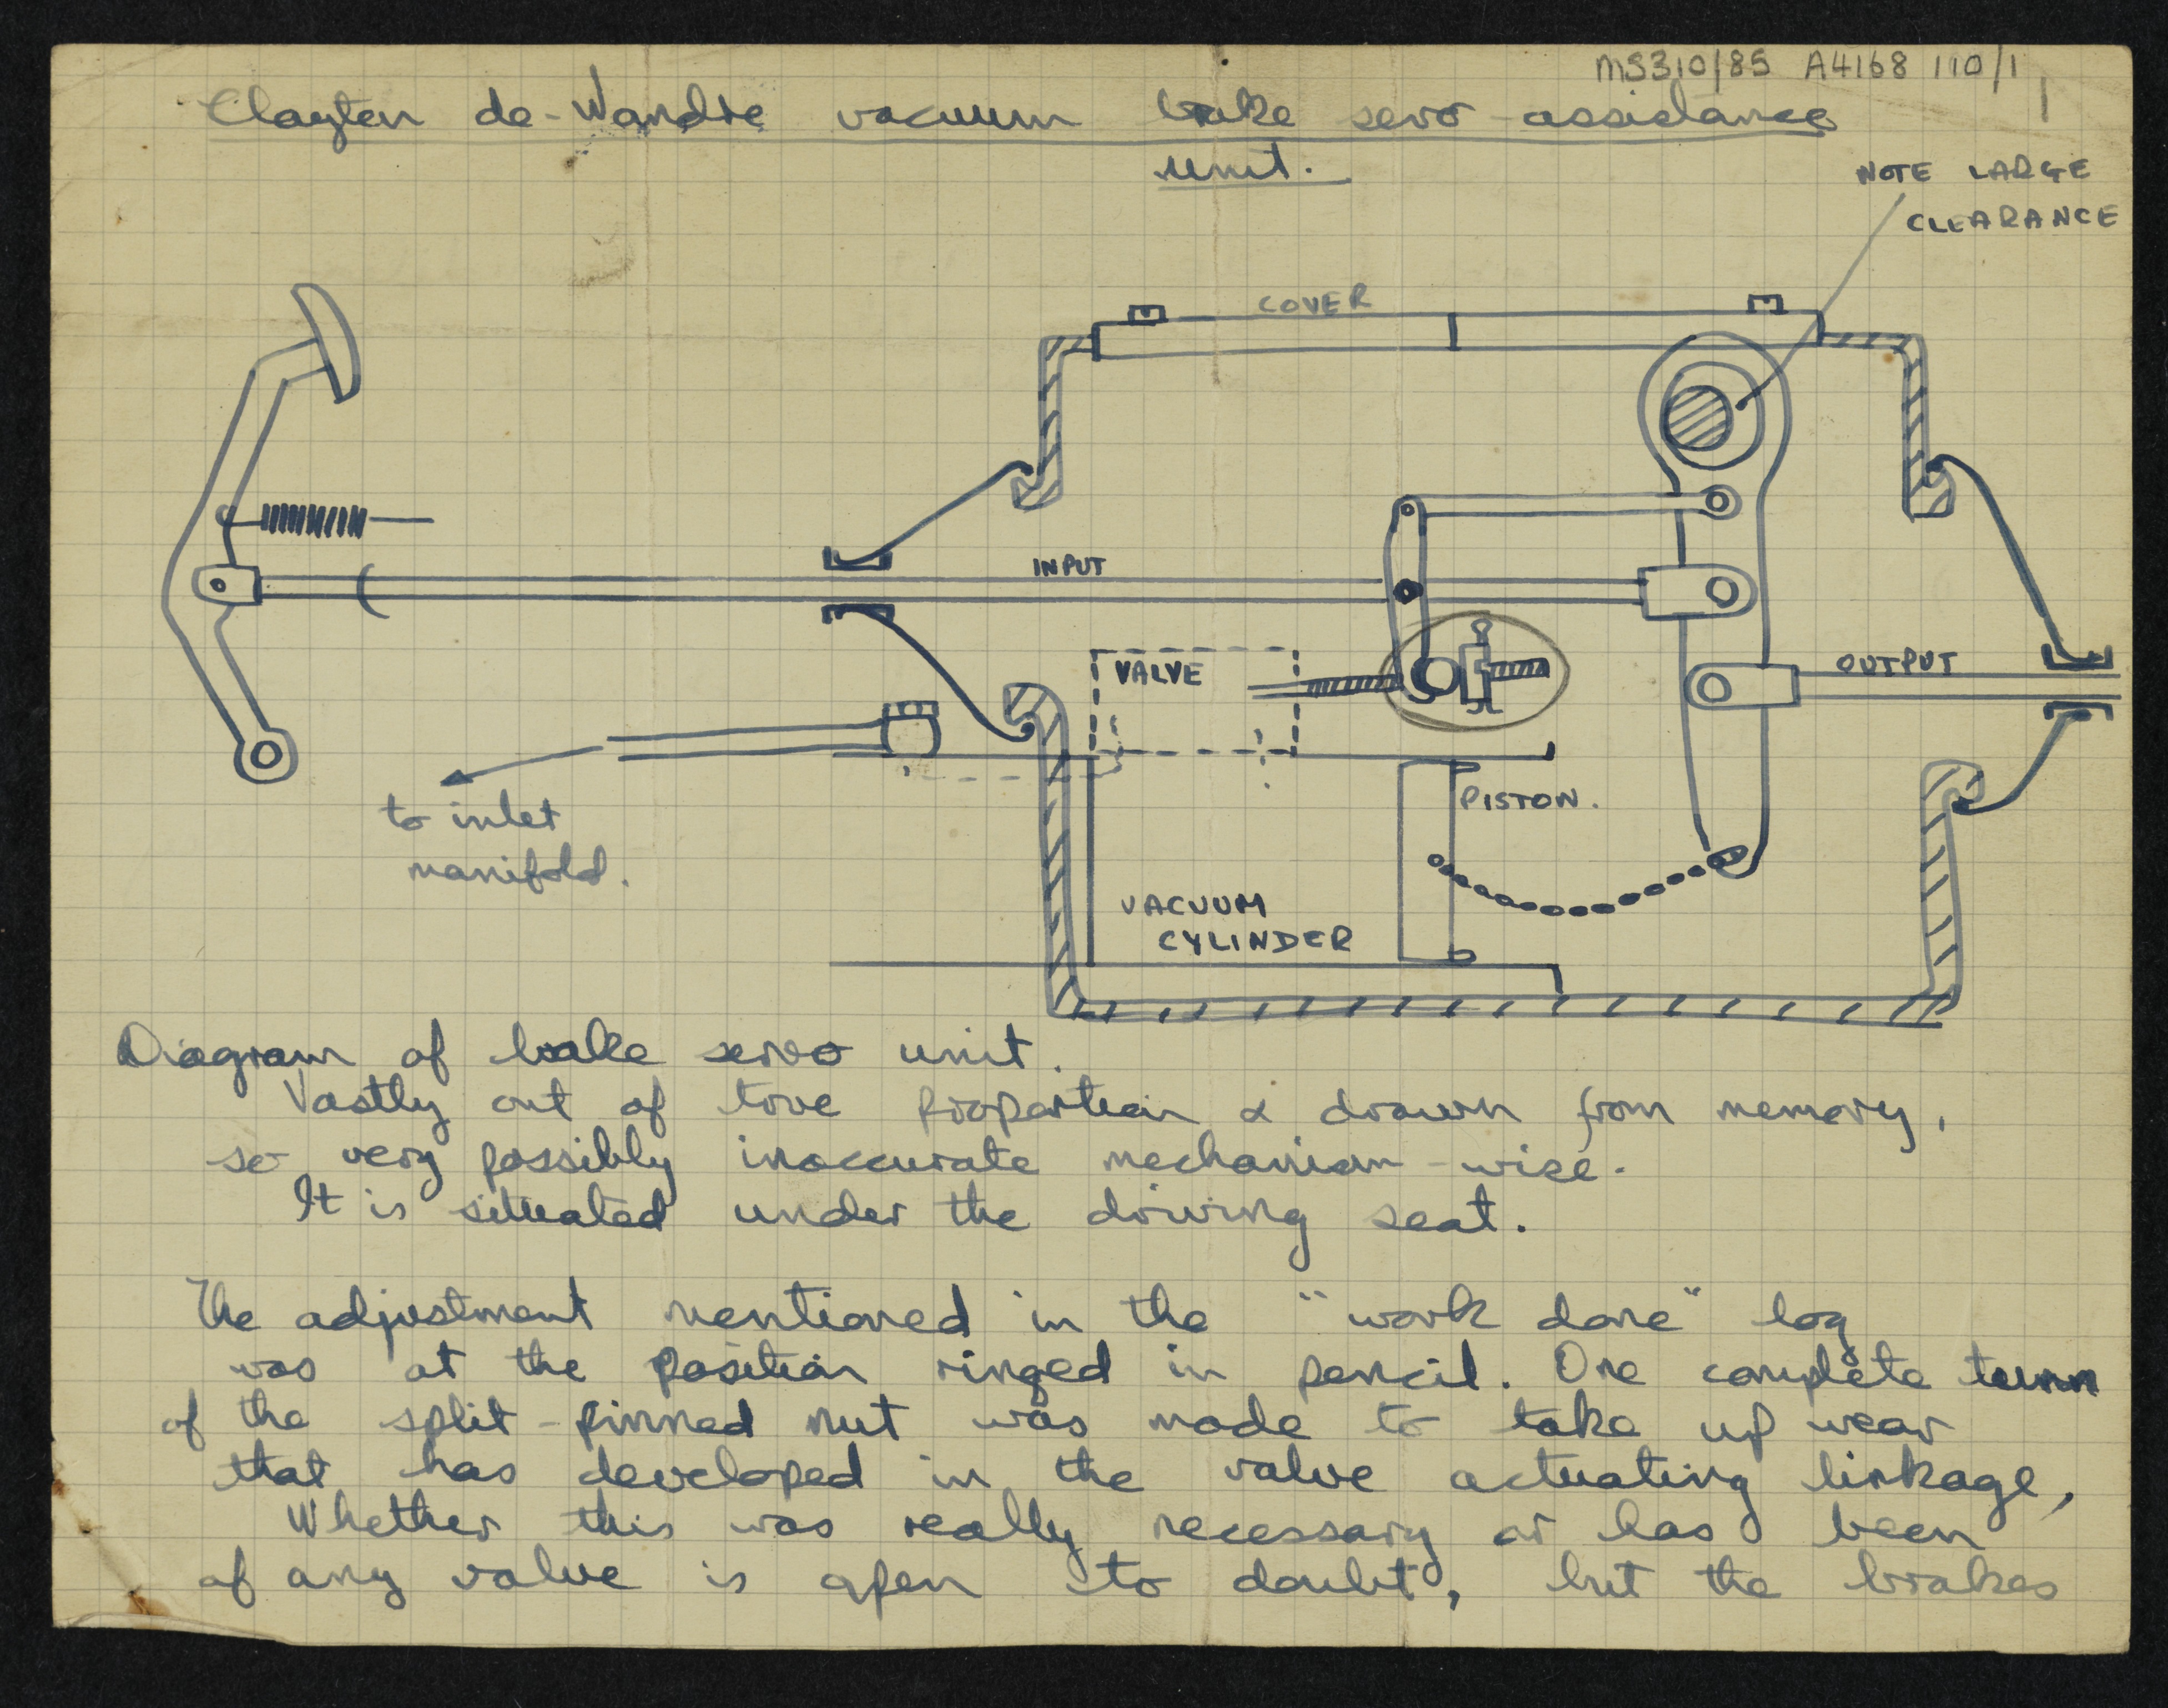 MS310/85 A4168 110/1
1
Clayton de-Wandre vacuum brake servo assistance
unit.
NOTE LARGE
CLEARANCE
COVER
INPUT
VALVE
OUTPUT
to inlet
manifold.
PISTON.
VACUUM
CYLINDER
Diagram of brake servo unit.
Vastly out of true proportion & drawn from memory,
so very possibly inaccurate mechanism-wise.
It is situated under the driving seat.
The adjustment mentioned in the "work done" log
was at the position ringed in pencil. One complete turn
of the split-pinned nut was made to take up wear
that has developed in the valve actuating linkage,
Whether this was really necessary or has been
of any value is open to doubt, but the brakes